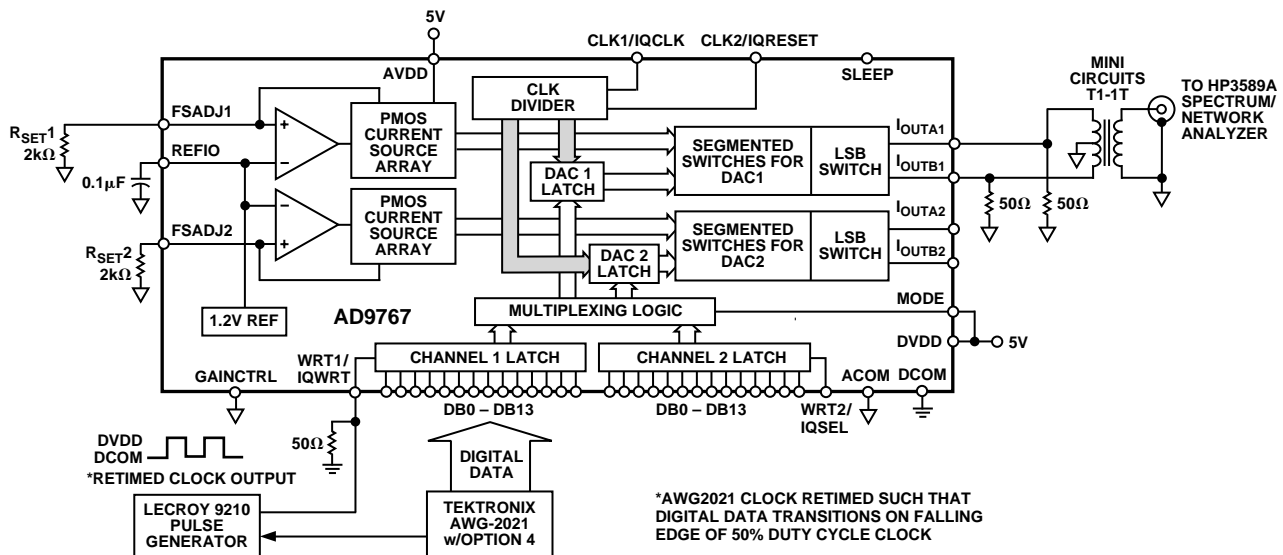 5V
CLK1/IQCLK
CLK2/IQRESET
SLEEP
AVDD
FSADJ1
RSET1
2kΩ
REFIO
0.1µF
FSADJ2
RSET2
2kΩ
+
−
−
+
PMOS
CURRENT
SOURCE
ARRAY
PMOS
CURRENT
SOURCE
ARRAY
1.2V REF
AD9767
CLK
DIVIDER
DAC 1
LATCH
DAC 2
LATCH
SEGMENTED
SWITCHES FOR
DAC1
LSB
SWITCH
SEGMENTED
SWITCHES FOR
DAC2
LSB
SWITCH
IOUTA1
IOUTB1
IOUTA2
IOUTB2
50Ω
50Ω
MINI
CIRCUITS
T1-1T
TO HP3589A
SPECTRUM/
NETWORK
ANALYZER
MULTIPLEXING LOGIC
MODE
DVDD
5V
CHANNEL 1 LATCH
CHANNEL 2 LATCH
WRT1/
IQWRT
GAINCTRL
DB0 – DB13
DB0 – DB13
WRT2/
IQSEL
ACOM
DCOM
50Ω
DVDD
DCOM
*RETIMED CLOCK OUTPUT
DIGITAL
DATA
LECROY 9210
PULSE
GENERATOR
TEKTRONIX
AWG-2021
w/OPTION 4
*AWG2021 CLOCK RETIMED SUCH THAT
DIGITAL DATA TRANSITIONS ON FALLING
EDGE OF 50% DUTY CYCLE CLOCK